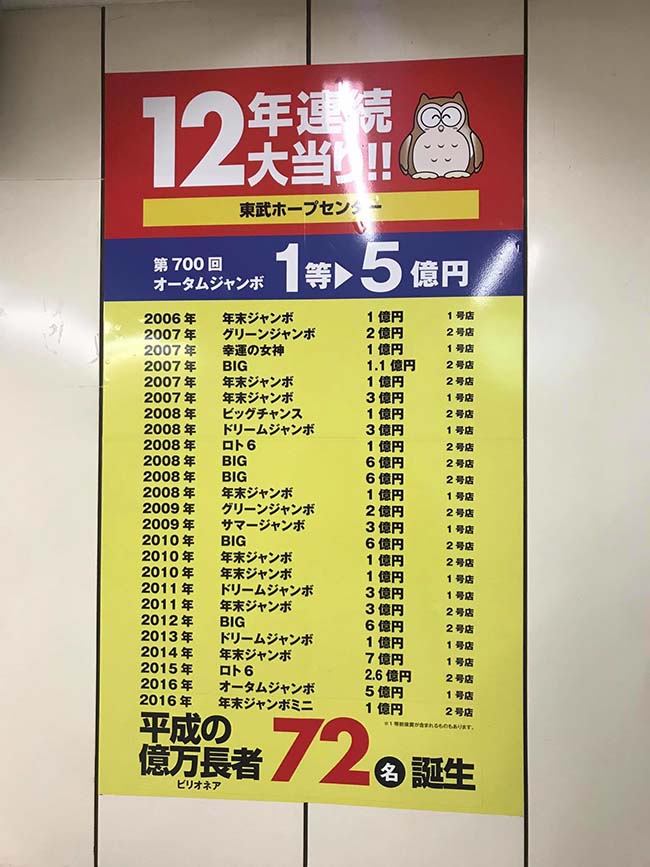 12年連続
大当り!!
東武ホープセンター
第700回
オータムジャンボ 1等▶5億円
2006年 年末ジャンボ 1億円 1号店
2007年 グリーンジャンボ 2億円 2号店
2007年 幸運の女神 1億円 1号店
2007年 BIG 1.1億円 2号店
2007年 年末ジャンボ 1億円 2号店
2007年 年末ジャンボ 3億円 1号店
2008年 ビッグチャンス 1億円 2号店
2008年 ドリームジャンボ 3億円 1号店
2008年 ロト6 1億円 2号店
2008年 BIG 6億円 2号店
2008年 BIG 6億円 2号店
2008年 年末ジャンボ 1億円 1号店
2009年 グリーンジャンボ 2億円 2号店
2009年 サマージャンボ 3億円 1号店
2010年 BIG 6億円 2号店
2010年 年末ジャンボ 1億円 2号店
2010年 年末ジャンボ 1億円 1号店
2011年 ドリームジャンボ 3億円 1号店
2011年 年末ジャンボ 3億円 2号店
2012年 BIG 6億円 2号店
2013年 ドリームジャンボ 1億円 1号店
2014年 年末ジャンボ 7億円 1号店
2015年 ロト6 2.6億円 2号店
2016年 オータムジャンボ 5億円 1号店
2016年 年末ジャンボミニ 1億円 2号店
※1等前後賞が含まれるものもあります。
平成の
億万長者 72名誕生
ビリオネア